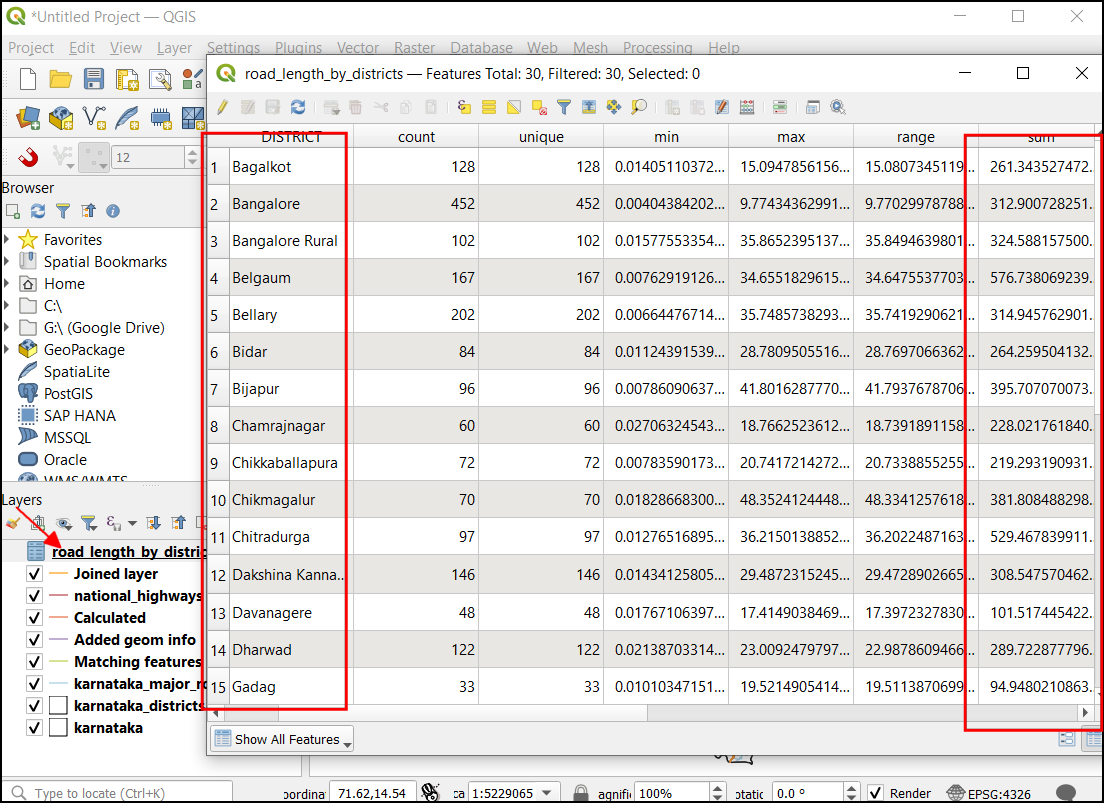 *Untitled Project — QGIS
Project Edit View Layer Settings Plugins Vector Raster Database Web Mesh Processing Help
road_length_by_districts — Features Total: 30, Filtered: 30, Selected: 0
12
Browser
Favorites
Spatial Bookmarks
Home
C:\
G:\ (Google Drive)
GeoPackage
SpatiaLite
PostGIS
SAP HANA
MSSQL
Oracle
WMS/WMTS
Layers
road_length_by_distric
Joined layer
national_highways
Calculated
Added geom info
Matching features
karnataka_major_ro
karnataka_districts
karnataka
DISTRICT count unique min max range sum
1 Bagalkot 128 128 0.01405110372... 15.0947856156... 15.0807345119... 261.343527472...
2 Bangalore 452 452 0.00404384202... 9.77434362991... 9.77029978788... 312.900728251...
3 Bangalore Rural 102 102 0.01577553354... 35.8652395137... 35.8494639801... 324.588157500...
4 Belgaum 167 167 0.00762919126... 34.6551829615... 34.6475537703... 576.738069239...
5 Bellary 202 202 0.00664476714... 35.7485738293... 35.7419290621... 314.945762901...
6 Bidar 84 84 0.01124391539... 28.7809505516... 28.7697066362... 264.259504132...
7 Bijapur 96 96 0.00786090637... 41.8016287770... 41.7937678706... 395.707070073...
8 Chamrajnagar 60 60 0.02706324543... 18.7662523612... 18.7391891158... 228.021761840...
9 Chikkaballapura 72 72 0.00783590173... 20.7417214272... 20.7338855255... 219.293190931...
10 Chikmagalur 70 70 0.01828668300... 48.3524124448... 48.3341257618... 381.808488298...
11 Chitradurga 97 97 0.01276516895... 36.2150138852... 36.2022487163... 529.467839911...
12 Dakshina Kanna... 146 146 0.01434125805... 29.4872315245... 29.4728902665... 308.547570462...
13 Davanagere 48 48 0.01767106397... 17.4149038469... 17.3972327830... 101.517445422...
14 Dharwad 122 122 0.02138703314... 23.0092479797... 22.9878609466... 289.722877796...
15 Gadag 33 33 0.01010347151... 19.5214905414... 19.5113870699... 94.9480210863...
Show All Features
Type to locate (Ctrl+K) oordina 71.62,14.54 ca 1:5229065 agnifi 100% otatic 0.0 ° Render EPSG:4326